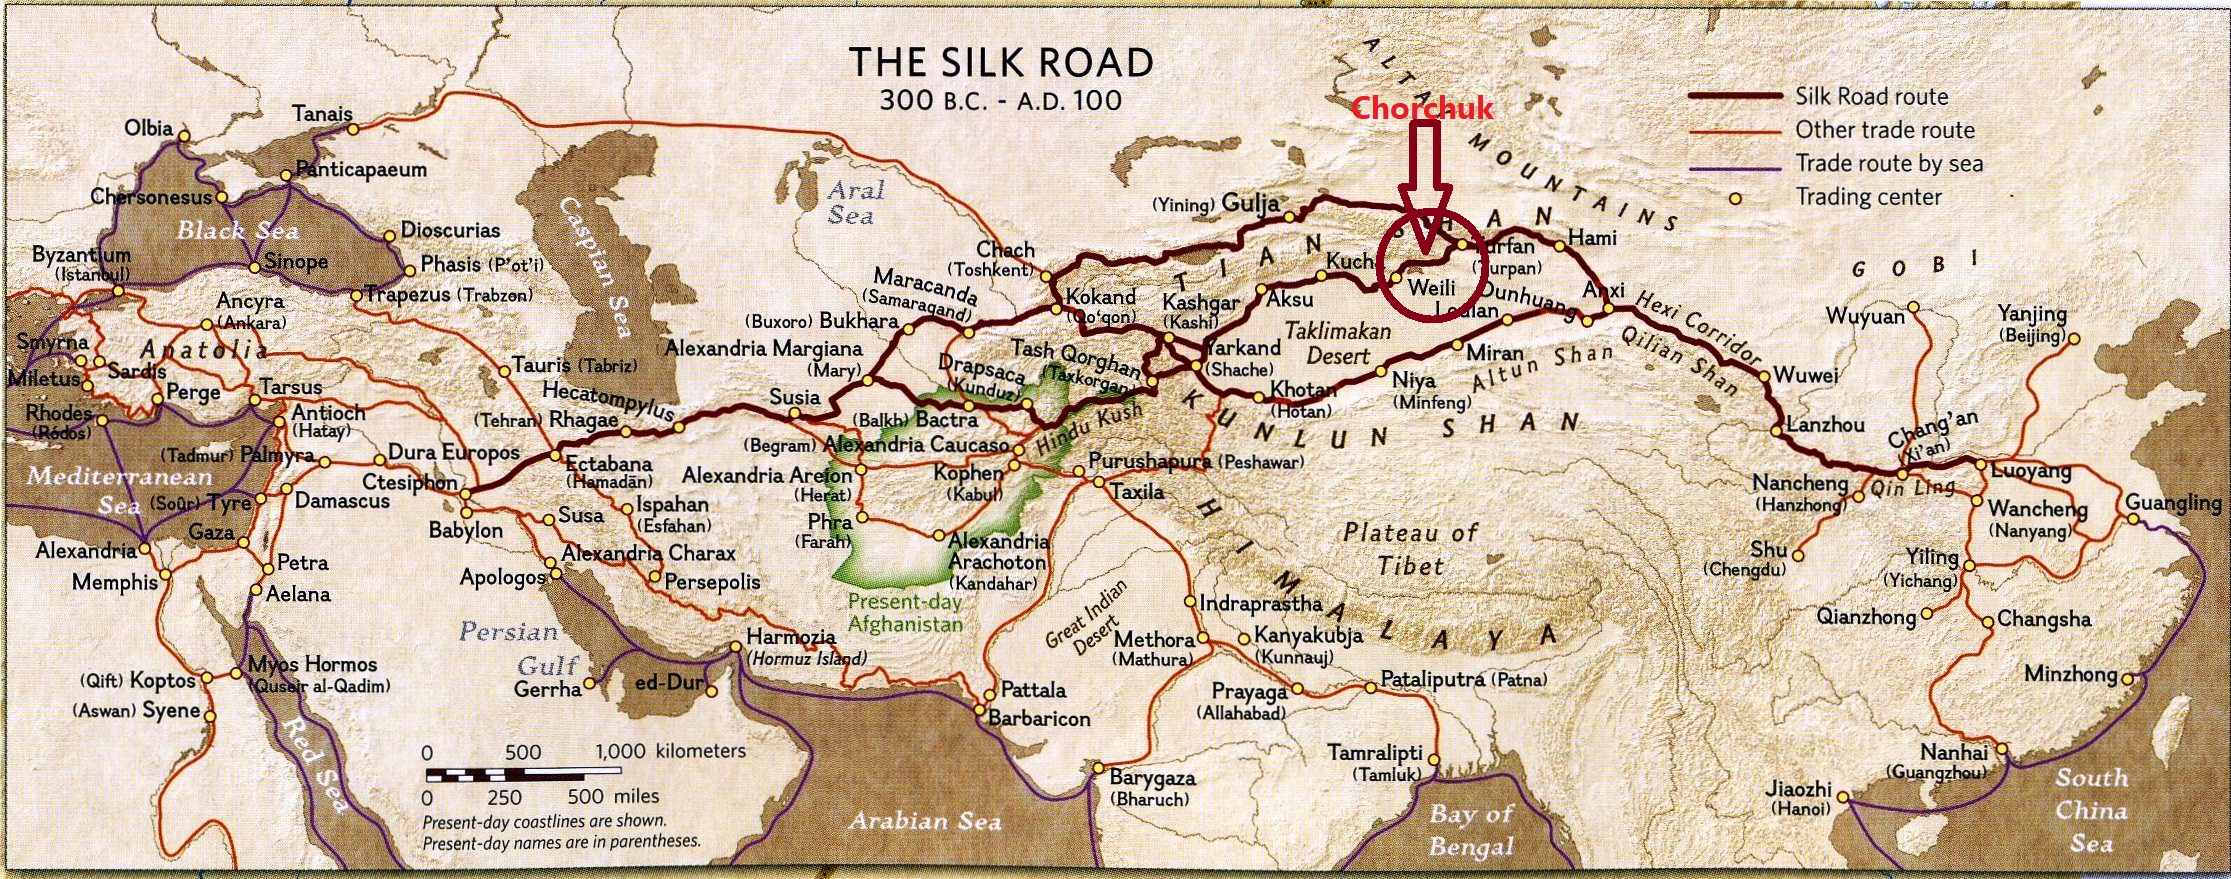 THE SILK ROAD
300 B.C. - A.D. 100
Silk Road route
Other trade route
Trade route by sea
Trading center
Chorchuk
ALTA
MOUNTAINS
Olbia
Tanais
Panticapaeum
Chersonesus
Black Sea
Dioscurias
Phasis (P'ot'i)
Byzantium
(Istanbul)
Sinope
Trapezus (Trabzon)
Ancyra
(Ankara)
Anatolia
Smyrna
Sardis
Miletus
Perge
Tarsus
Rhodes
(Ródos)
Antioch
(Hatay)
Mediterranean
Sea
(Tadmur) Palmyra
Dura Europos
(Soûr) Tyre
Damascus
Gaza
Alexandria
Memphis
Petra
Aelana
(Qift) Koptos
Myos Hormos
(Quseir al-Qadim)
(Aswan) Syene
Red Sea
Caspian Sea
Aral
Sea
Tauris (Tabriz)
Hecatompylus
(Tehran) Rhagae
Ectabana
(Hamadan)
Ctesiphon
Babylon
Susa
Ispahan
(Esfahan)
Alexandria Charax
Apologos
Persepolis
Persian
Gulf
Gerrha
ed-Dur
Harmozia
(Hormuz Island)
Susia
Alexandria Margiana
(Mary)
(Buxoro) Bukhara
Maracanda
(Samaraqand)
Chach
(Toshkent)
Kokand
(Qo'qon)
Drapsaca
(Kunduz)
(Balkh) Bactra
(Begram) Alexandria Caucaso
Hindu Kush
Alexandria Areion
(Herat)
Kophen
(Kabul)
Phra
(Farah)
Alexandria
Arachoton
(Kandahar)
Present-day
Afghanistan
Purushapura (Peshawar)
Taxila
Tash Qorghan
(Taxkorgan)
Kashgar
(Kashi)
Yarkand
(Shache)
Khotan
(Hotan)
(Yining) Gulja
TIAN SHAN
Aksu
Weili
(Turpan)
Hami
Taklimakan
Desert
Dunhuang
Anxi
Miran
Niya
(Minfeng)
Altun Shan
Qilian Shan
Hexi Corridor
KUNLUN SHAN
GOBI
Wuyuan
Yanjing
(Beijing)
Wuwei
Lanzhou
Chang'an
(Xi'an)
Luoyang
Nancheng
(Hanzhong)
Qin Ling
Wancheng
(Nanyang)
Guangling
Shu
(Chengdu)
Yiling
(Yichang)
Qianzhong
Changsha
Minzhong
Nanhai
(Guangzhou)
Jiaozhi
(Hanoi)
South
China
Sea
Plateau of
Tibet
HIMALAYA
Great Indian
Desert
Indraprastha
Methora
(Mathura)
Kanyakubja
(Kunnauj)
Prayaga
(Allahabad)
Pataliputra (Patna)
Pattala
Barbaricon
Barygaza
(Bharuch)
Tamralipti
(Tamluk)
Arabian Sea
Bay of
Bengal
0 500 1,000 kilometers
0 250 500 miles
Present-day coastlines are shown.
Present-day names are in parentheses.